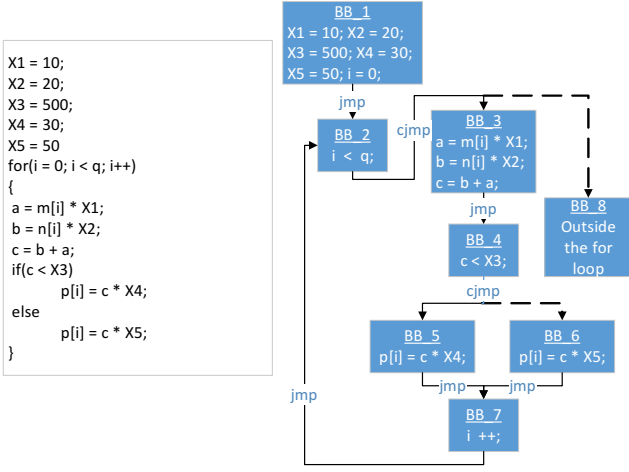 X1 = 10;
X2 = 20;
X3 = 500;
X4 = 30;
X5 = 50
for(i = 0; i < q; i++)
{
a = m[i] * X1;
b = n[i] * X2;
c = b + a;
if(c < X3)
p[i] = c * X4;
else
p[i] = c * X5;
}
BB_1
X1 = 10; X2 = 20;
X3 = 500; X4 = 30;
X5 = 50; i = 0;
jmp
BB_2
i < q;
cjmp
BB_3
a = m[i] * X1;
b = n[i] * X2;
c = b + a;
jmp
BB_4
c < X3;
cjmp
BB_8
Outside
the for
loop
BB_5
p[i] = c * X4;
BB_6
p[i] = c * X5;
jmp
jmp
BB_7
i ++;
jmp